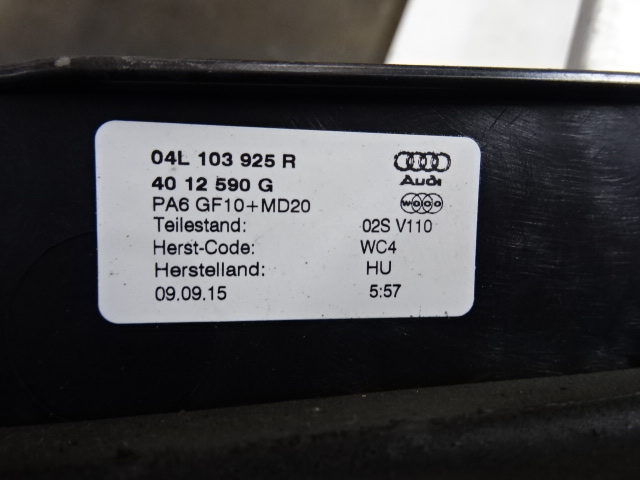 04L 103 925 R
40 12 590 G
Audi
PA6 GF10+MD20
Teilestand: 02S V110
Herst-Code: WC4
Herstelland: HU
09.09.15 5:57